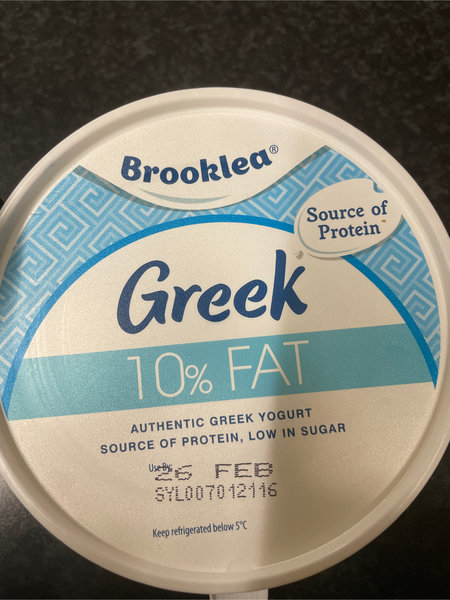 Brooklea®
Source of
Protein
Greek
10% FAT
AUTHENTIC GREEK YOGURT
SOURCE OF PROTEIN, LOW IN SUGAR
Use By:
26 FEB
SYL007012116
Keep refrigerated below 5°C